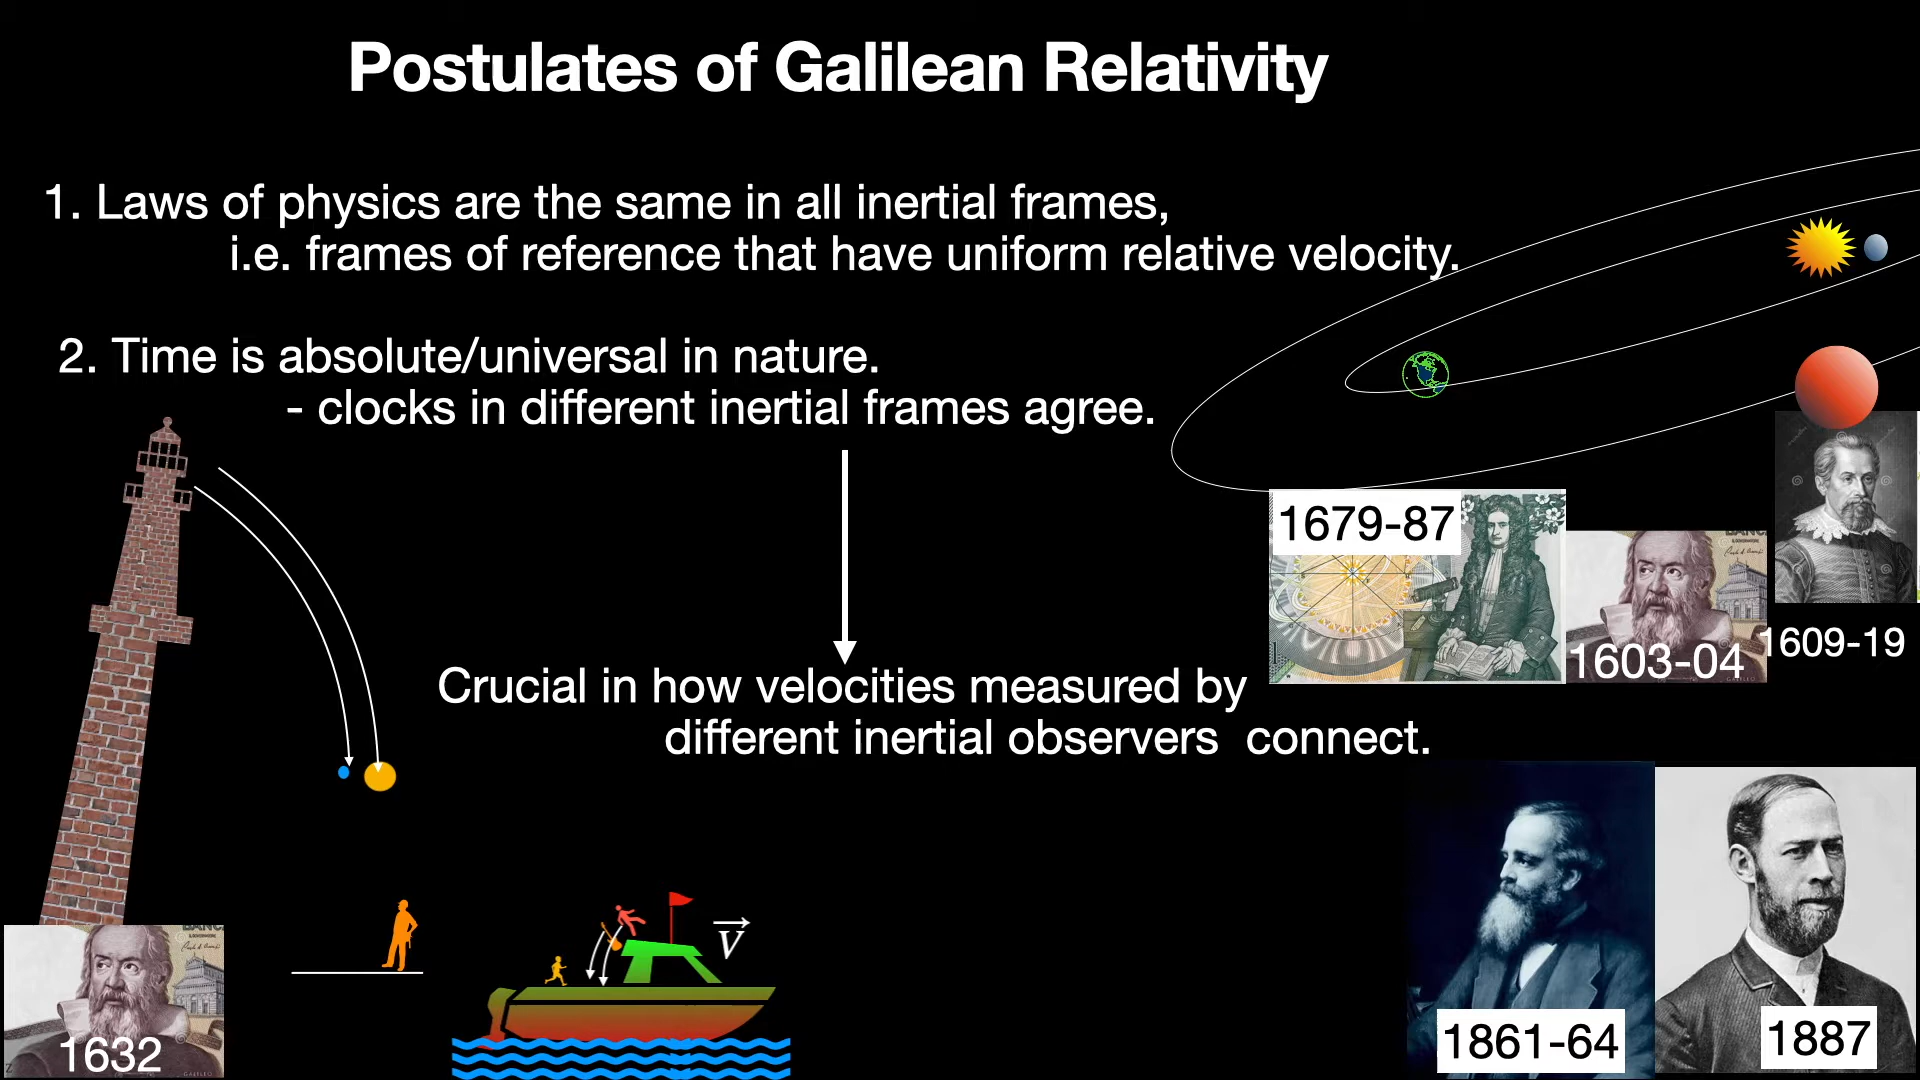 Postulates of Galilean Relativity
1. Laws of physics are the same in all inertial frames,
i.e. frames of reference that have uniform relative velocity.
2. Time is absolute/universal in nature.
- clocks in different inertial frames agree.
1679-87
1603-04
1609-19
Crucial in how velocities measured by
different inertial observers connect.
V
1632
1861-64
1887